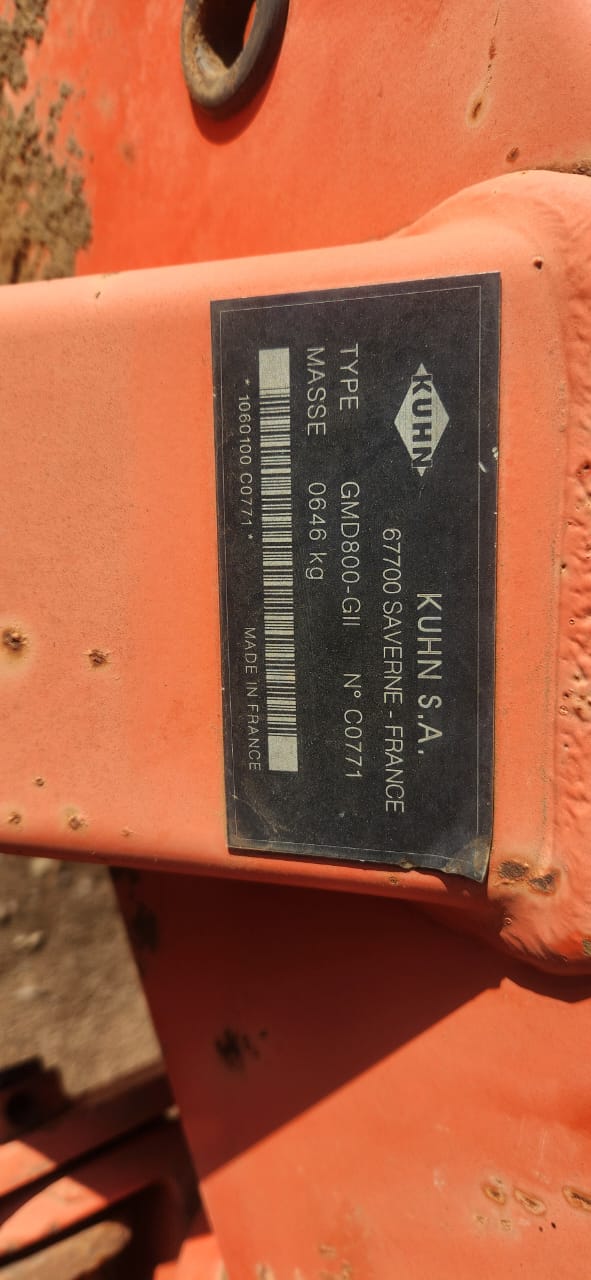 KUHN
KUHN S.A.
67700 SAVERNE - FRANCE
TYPE GMD800-GII N° C0771
MASSE 0646 kg
* 1060100 C0771 * MADE IN FRANCE